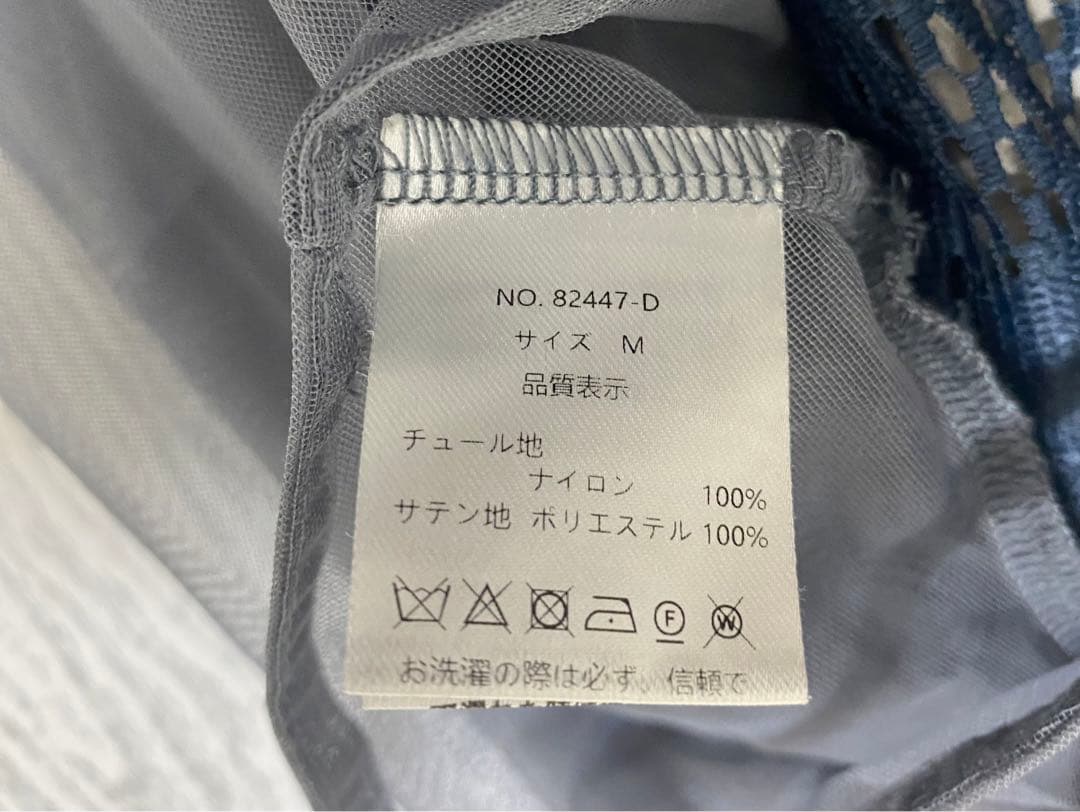 NO. 82447-D
サイズ M
品質表示
チュール地
ナイロン 100%
サテン地 ポリエステル 100%
F W
お洗濯の際は必ず、信頼で